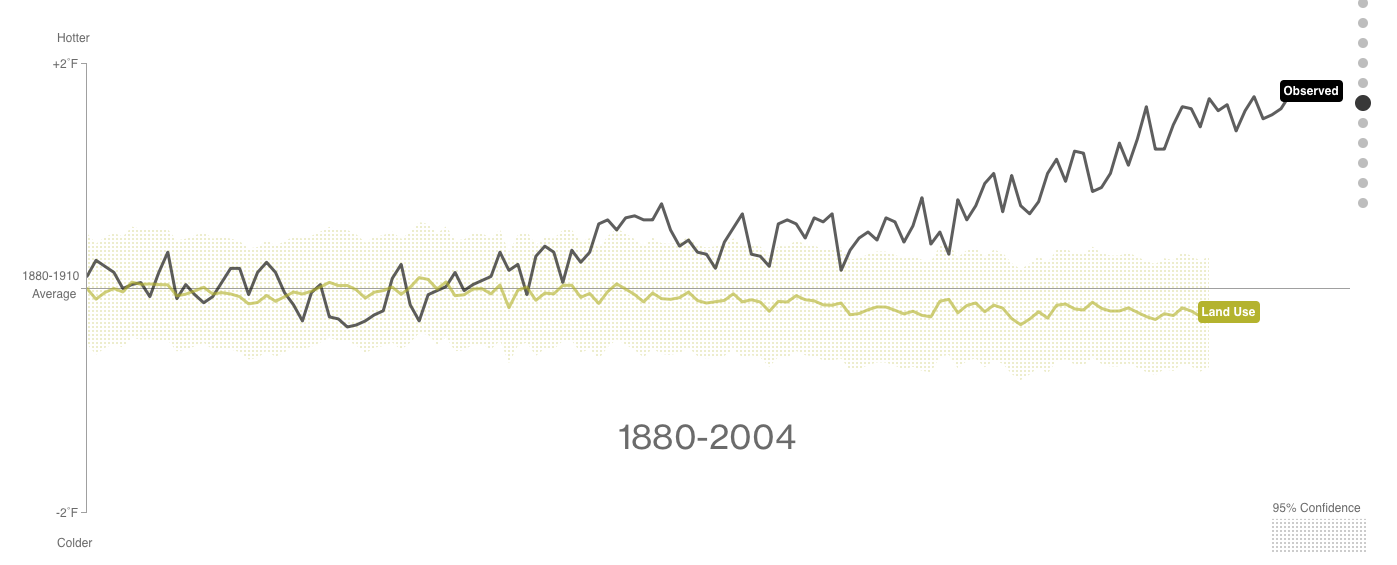 Hotter
+2°F
Observed
1880-1910
Average
Land Use
1880-2004
-2°F
Colder
95% Confidence